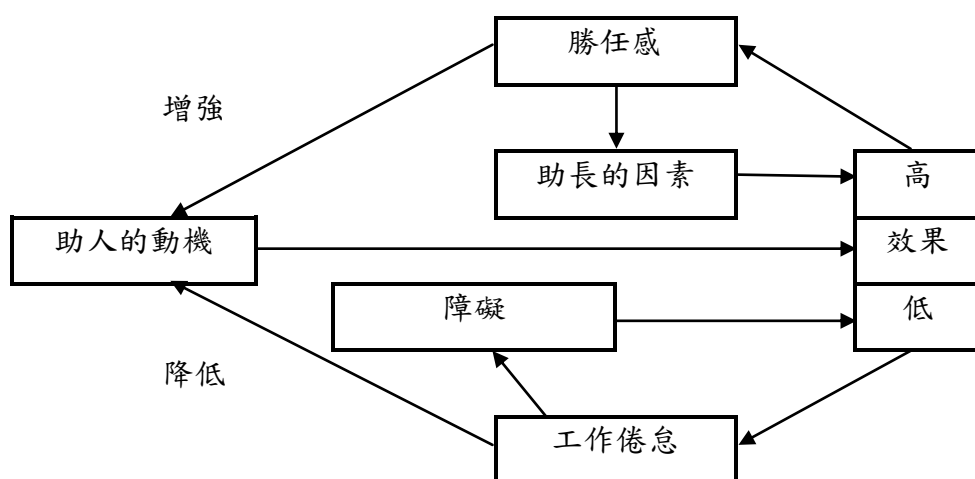 勝任感
增強
助長的因素
高
助人的動機
效果
障礙
低
降低
工作倦怠